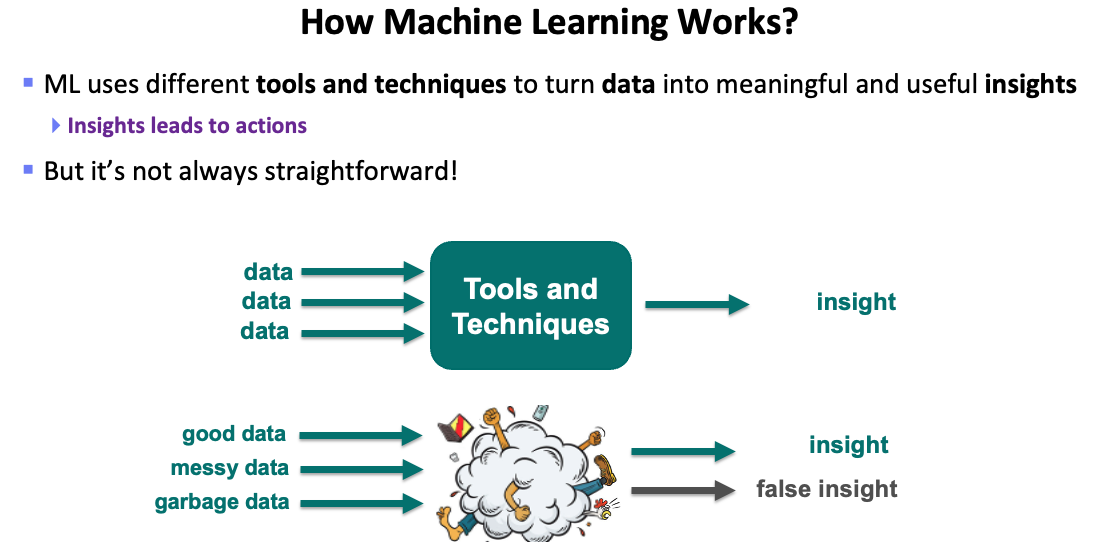 How Machine Learning Works?
ML uses different tools and techniques to turn data into meaningful and useful insights
Insights leads to actions
But it's not always straightforward!
data
data
data
Tools and
Techniques
insight
good data
messy data
garbage data
insight
false insight